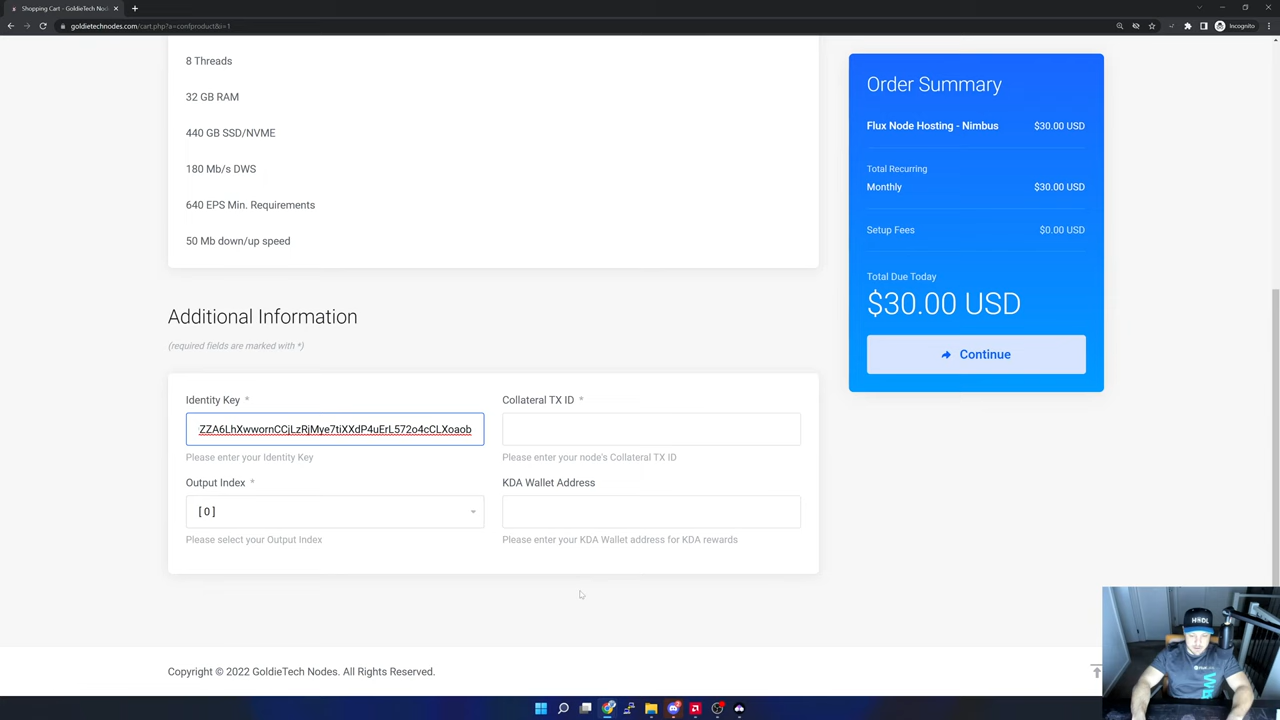 Shopping Cart - GoldieTech Nod
goldietechnodes.com/cart.php?a=confproduct&i=1
Incognito
8 Threads
32 GB RAM
440 GB SSD/NVME
180 Mb/s DWS
640 EPS Min. Requirements
50 Mb down/up speed
Order Summary
Flux Node Hosting - Nimbus $30.00 USD
Total Recurring
Monthly $30.00 USD
Setup Fees $0.00 USD
Total Due Today
$30.00 USD
Continue
Additional Information
(required fields are marked with *)
Identity Key *
ZZA6LhXwwornCCjLzRjMye7tiXXdP4uErL572o4cCLXoaob
Please enter your Identity Key
Collateral TX ID *
Please enter your node's Collateral TX ID
Output Index *
[ 0 ]
Please select your Output Index
KDA Wallet Address
Please enter your KDA Wallet address for KDA rewards
Copyright © 2022 GoldieTech Nodes. All Rights Reserved.
HODL